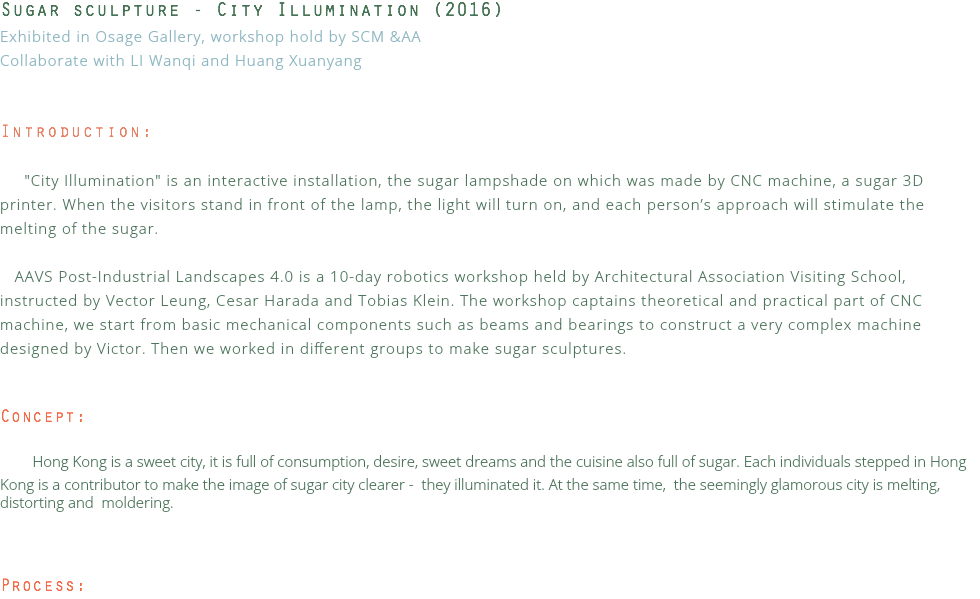 Sugar sculpture - City Illumination (2016)
Exhibited in Osage Gallery, workshop hold by SCM &AA
Collaborate with LI Wanqi and Huang Xuanyang
Introduction:
"City Illumination" is an interactive installation, the sugar lampshade on which was made by CNC machine, a sugar 3D
printer. When the visitors stand in front of the lamp, the light will turn on, and each person’s approach will stimulate the
melting of the sugar.
AAVS Post-Industrial Landscapes 4.0 is a 10-day robotics workshop held by Architectural Association Visiting School,
instructed by Vector Leung, Cesar Harada and Tobias Klein. The workshop captains theoretical and practical part of CNC
machine, we start from basic mechanical components such as beams and bearings to construct a very complex machine
designed by Victor. Then we worked in different groups to make sugar sculptures.
Concept:
Hong Kong is a sweet city, it is full of consumption, desire, sweet dreams and the cuisine also full of sugar. Each individuals stepped in Hong
Kong is a contributor to make the image of sugar city clearer - they illuminated it. At the same time, the seemingly glamorous city is melting,
distorting and moldering.
Process: